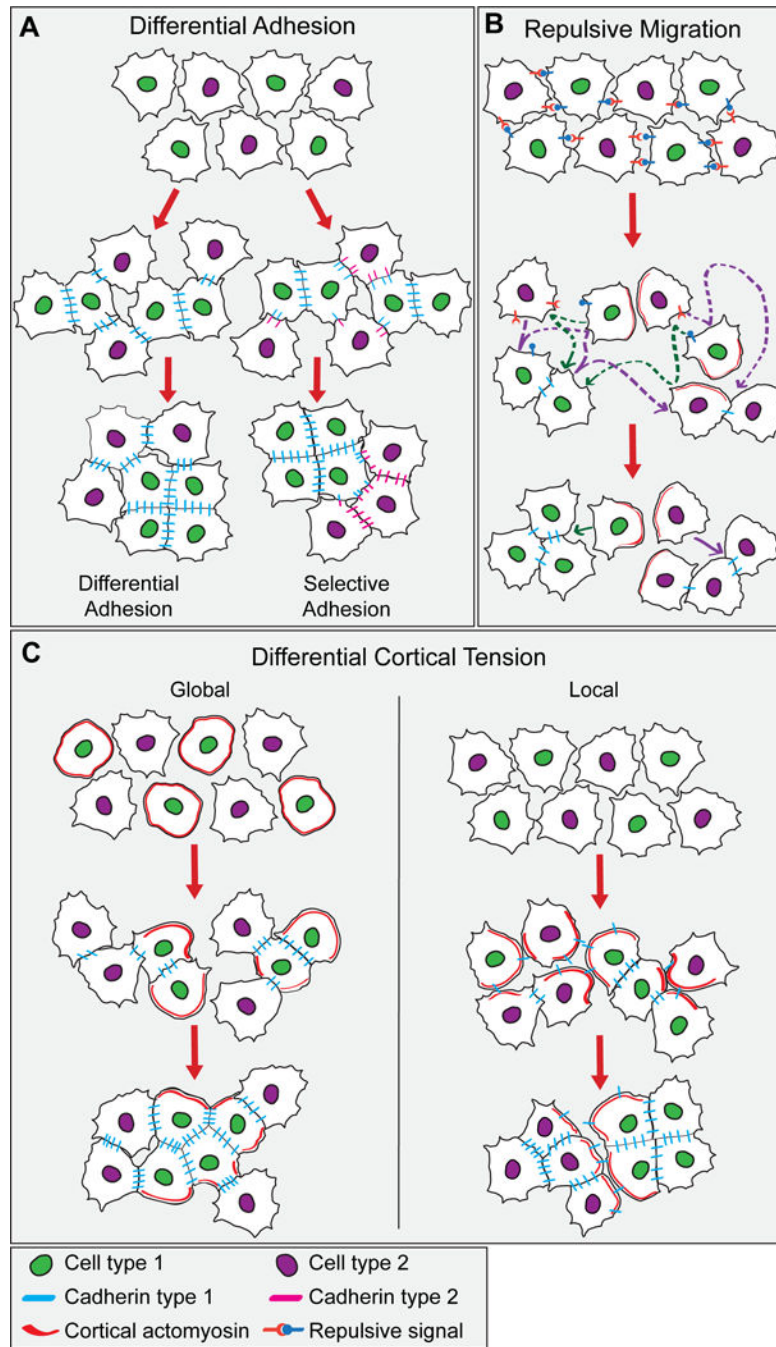 A
Differential Adhesion
Differential
Adhesion
Selective
Adhesion
B
Repulsive Migration
C
Differential Cortical Tension
Global
Local
Cell type 1
Cell type 2
Cadherin type 1
Cadherin type 2
Cortical actomyosin
Repulsive signal